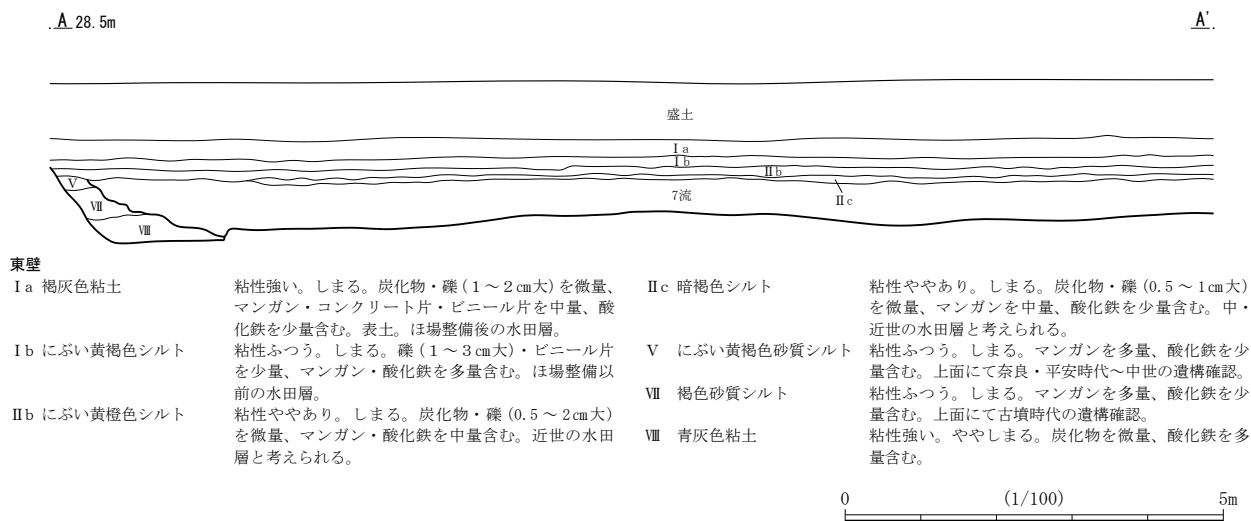 A 28.5m
A'
盛土
Ⅰa
Ⅰb
Ⅱb
Ⅱc
7流
Ⅴ
Ⅶ
Ⅷ
東壁
Ⅰa 褐灰色粘土 粘性強い。しまる。炭化物・礫(1～2㎝大)を微量、
マンガン・コンクリート片・ビニール片を中量、酸
化鉄を少量含む。表土。ほ場整備後の水田層。
Ⅰb にぶい黄褐色シルト 粘性ふつう。しまる。礫(1～3㎝大)・ビニール片
を少量、マンガン・酸化鉄を多量含む。ほ場整備以
前の水田層。
Ⅱb にぶい黄橙色シルト 粘性ややあり。しまる。炭化物・礫(0.5～2㎝大)
を微量、マンガン・酸化鉄を中量含む。近世の水田
層と考えられる。
Ⅱc 暗褐色シルト 粘性ややあり。しまる。炭化物・礫(0.5～1㎝大)
を微量、マンガンを中量、酸化鉄を少量含む。中・
近世の水田層と考えられる。
Ⅴ にぶい黄褐色砂質シルト 粘性ふつう。しまる。マンガンを多量、酸化鉄を少
量含む。上面にて奈良・平安時代～中世の遺構確認。
Ⅶ 褐色砂質シルト 粘性ふつう。しまる。マンガンを多量、酸化鉄を少
量含む。上面にて古墳時代の遺構確認。
Ⅷ 青灰色粘土 粘性強い。ややしまる。炭化物を微量、酸化鉄を多
量含む。
0 (1/100) 5m